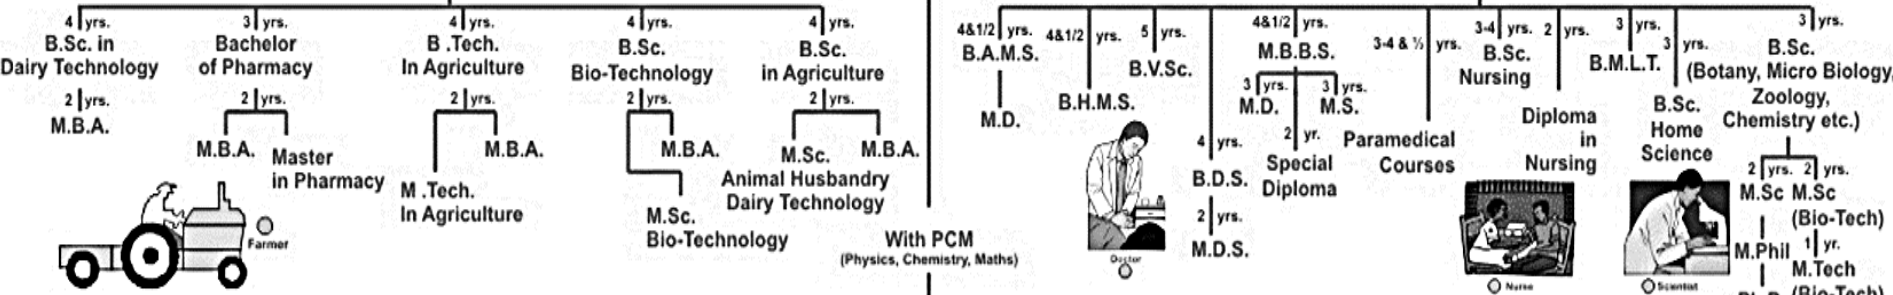 4 yrs.
B.Sc. in
Dairy Technology
2 yrs.
M.B.A.
3 yrs.
Bachelor
of Pharmacy
2 yrs.
M.B.A.
Master
in Pharmacy
4 yrs.
B .Tech.
In Agriculture
2 yrs.
M.B.A.
M .Tech.
In Agriculture
4 yrs.
B.Sc.
Bio-Technology
2 yrs.
M.B.A.
M.Sc.
Bio-Technology
4 yrs.
B.Sc.
in Agriculture
2 yrs.
M.Sc.
M.B.A.
Animal Husbandry
Dairy Technology
Farmer
With PCM
(Physics, Chemistry, Maths)
4&1/2 yrs.
B.A.M.S.
M.D.
4&1/2 yrs.
B.H.M.S.
5 yrs.
B.V.Sc.
Doctor
4 yrs.
B.D.S.
2 yrs.
M.D.S.
4&1/2 yrs.
M.B.B.S.
3 yrs.
M.D.
3 yrs.
M.S.
2 yr.
Special
Diploma
3-4 & ½ yrs.
Paramedical
Courses
3-4 yrs.
B.Sc.
Nursing
2 yrs.
Diploma
in
Nursing
Nurse
3 yrs.
B.M.L.T.
3 yrs.
B.Sc.
Home
Science
Scientist
3 yrs.
B.Sc.
(Botany, Micro Biology,
Zoology,
Chemistry etc.)
2 yrs.
M.Sc
M.Phil
2 yrs.
M.Sc
(Bio-Tech)
1 yr.
M.Tech
(Bio-Tech)